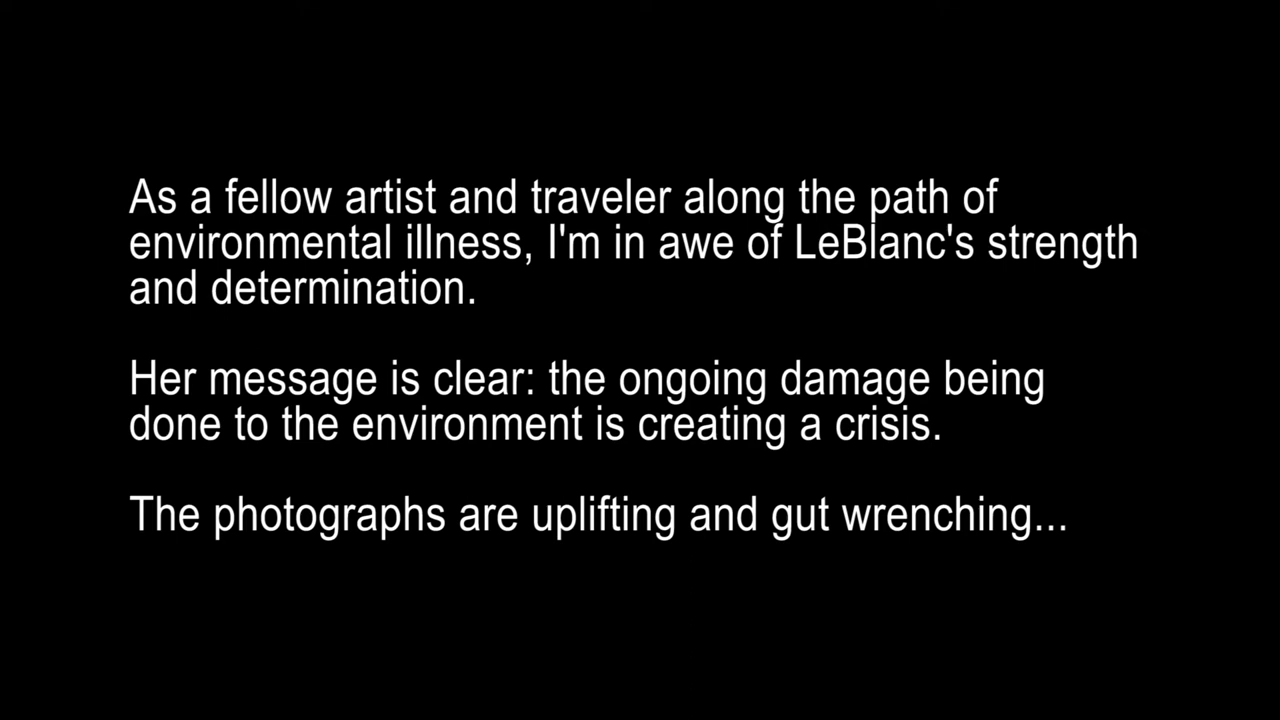 As a fellow artist and traveler along the path of
environmental illness, I'm in awe of LeBlanc's strength
and determination.
Her message is clear: the ongoing damage being
done to the environment is creating a crisis.
The photographs are uplifting and gut wrenching...